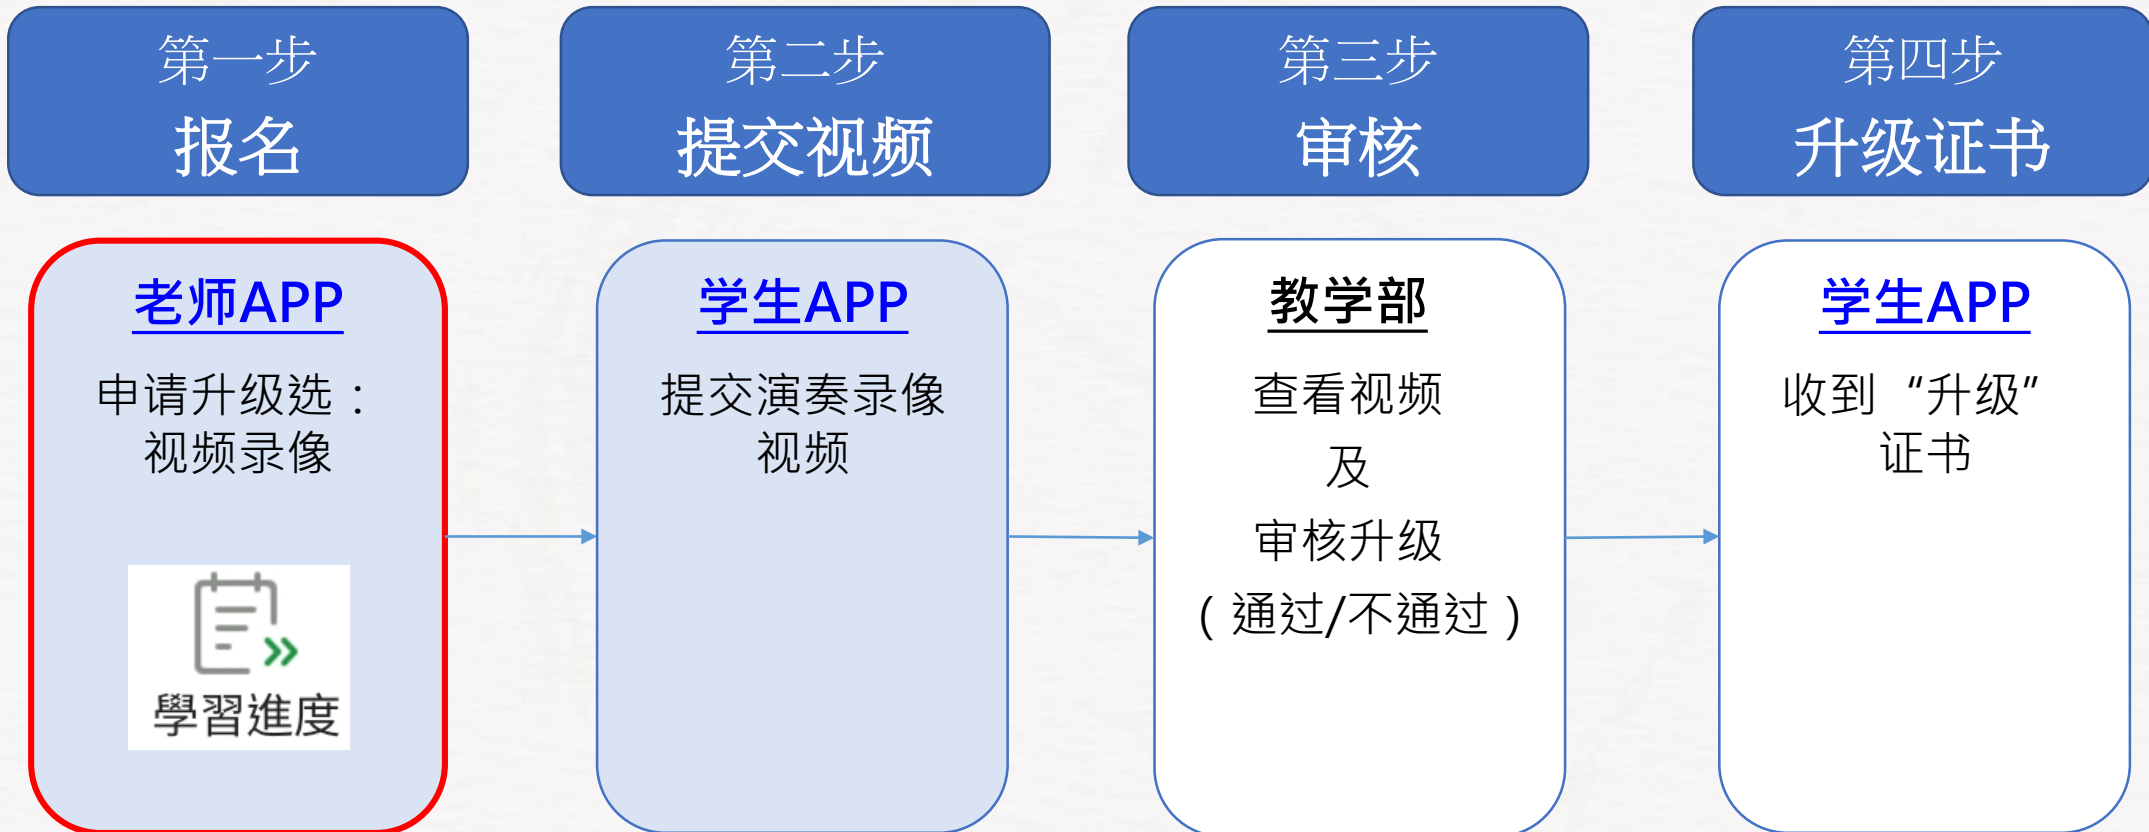 第一步
报名
第二步
提交视频
第三步
审核
第四步
升级证书
老师APP
申请升级选：
视频录像
學習進度
学生APP
提交演奏录像
视频
教学部
查看视频
及
审核升级
（通过/不通过）
学生APP
收到“升级”
证书